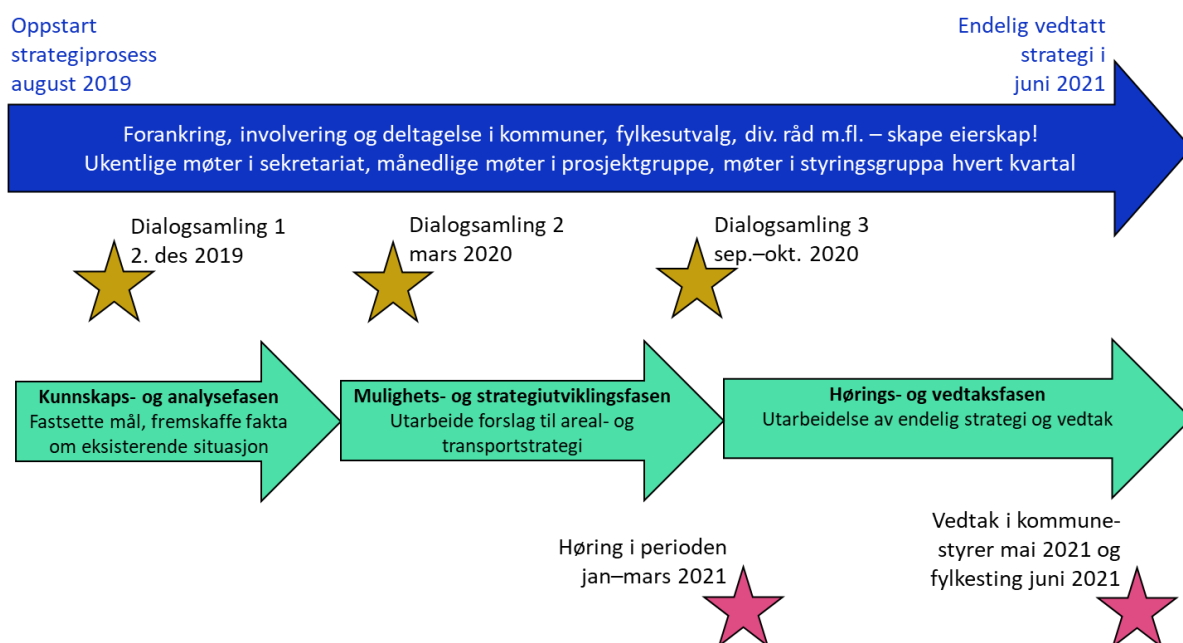 Oppstart
strategiprosess
august 2019
Endelig vedtatt
strategi i
juni 2021
Forankring, involvering og deltagelse i kommuner, fylkesutvalg, div. råd m.fl. – skape eierskap!
Ukentlige møter i sekretariat, månedlige møter i prosjektgruppe, møter i styringsgruppa hvert kvartal
Dialogsamling 1
2. des 2019
Dialogsamling 2
mars 2020
Dialogsamling 3
sep.–okt. 2020
Kunnskaps- og analysefasen
Fastsette mål, fremskaffe fakta
om eksisterende situasjon
Mulighets- og strategiutviklingsfasen
Utarbeide forslag til areal- og
transportstrategi
Hørings- og vedtaksfasen
Utarbeidelse av endelig strategi og vedtak
Høring i perioden
jan–mars 2021
Vedtak i kommune-
styrer mai 2021 og
fylkesting juni 2021